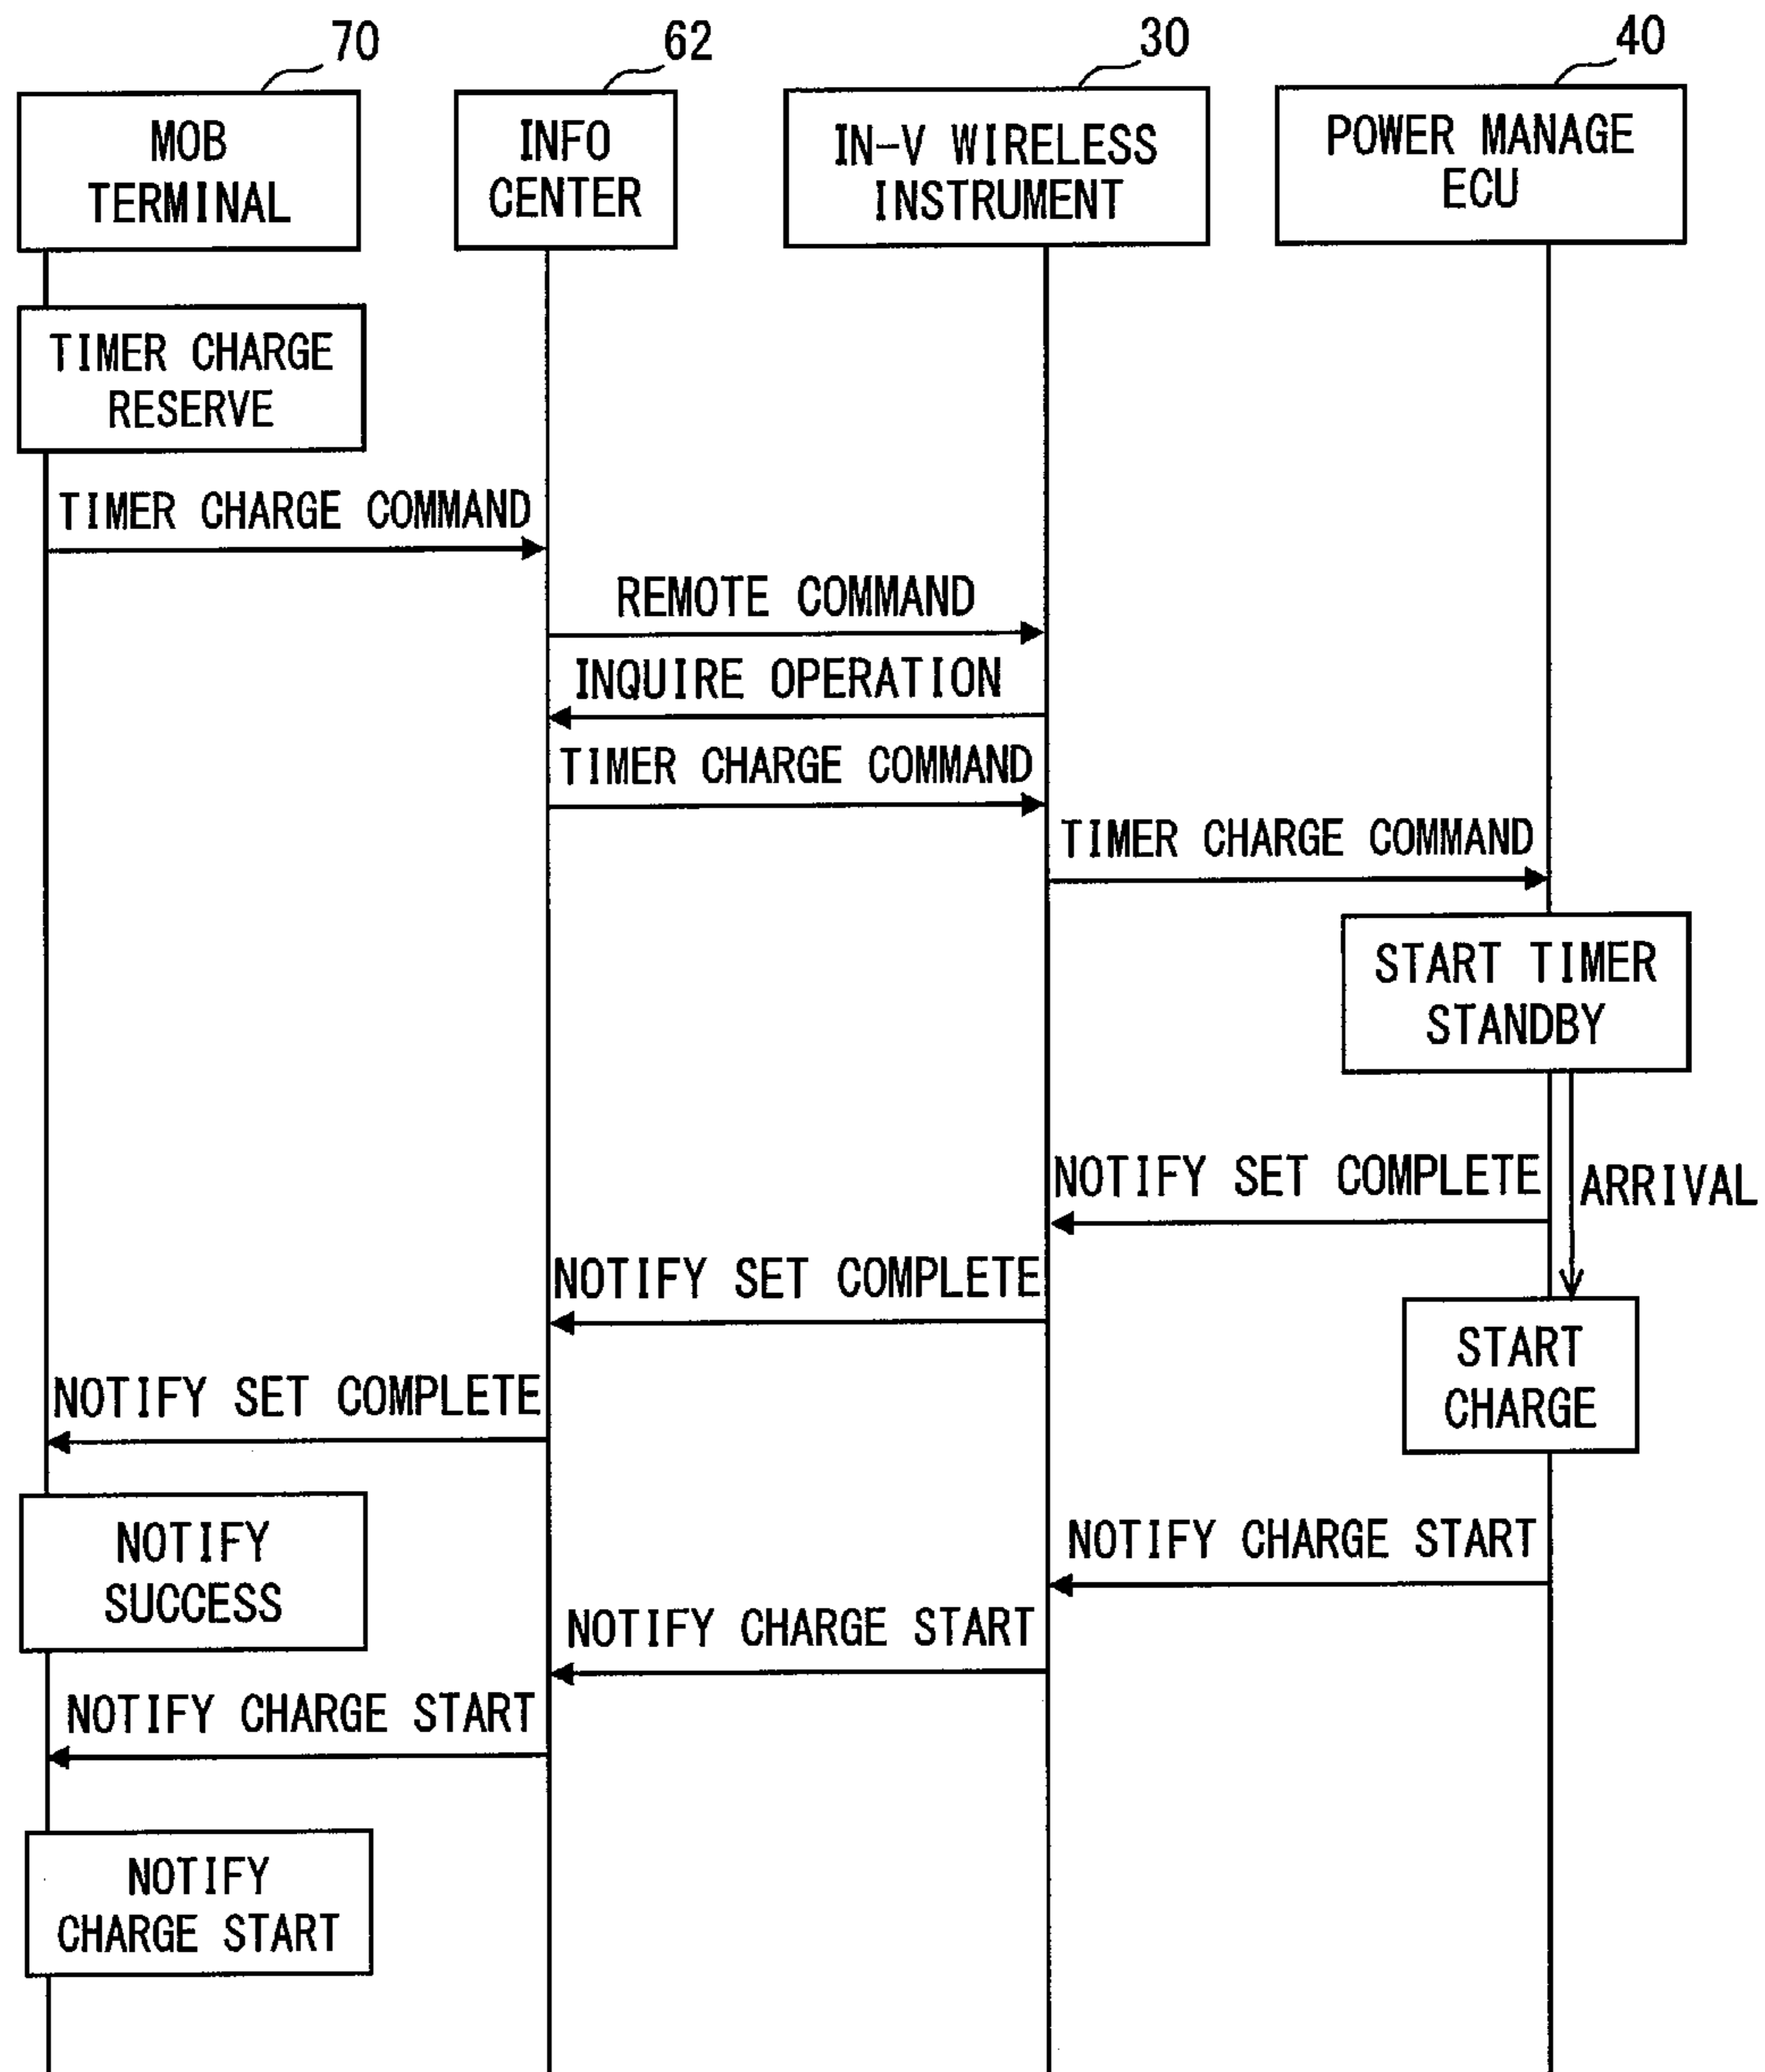 70
62
30
40
MOB
TERMINAL
INFO
CENTER
IN-V WIRELESS
INSTRUMENT
POWER MANAGE
ECU
TIMER CHARGE
RESERVE
TIMER CHARGE COMMAND
REMOTE COMMAND
INQUIRE OPERATION
TIMER CHARGE COMMAND
TIMER CHARGE COMMAND
START TIMER
STANDBY
NOTIFY SET COMPLETE
ARRIVAL
NOTIFY SET COMPLETE
START
CHARGE
NOTIFY SET COMPLETE
NOTIFY
SUCCESS
NOTIFY CHARGE START
NOTIFY CHARGE START
NOTIFY CHARGE START
NOTIFY
CHARGE START